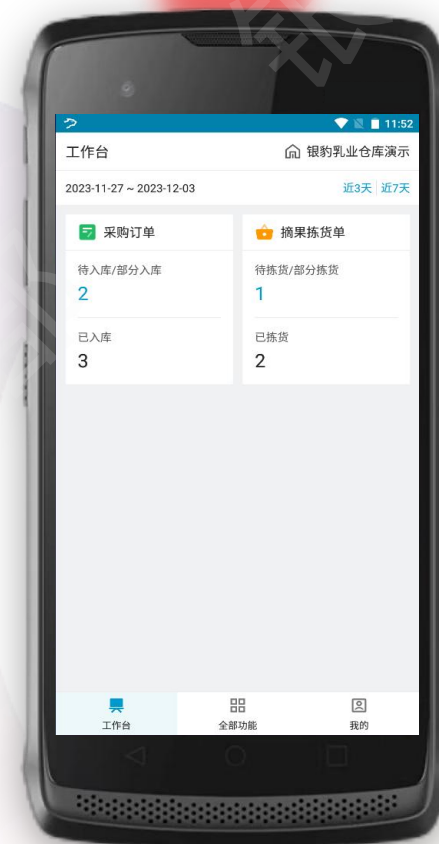 11:52
工作台
银豹乳业仓库演示
2023-11-27 ~ 2023-12-03
近3天 近7天
采购订单
摘果拣货单
待入库/部分入库
2
待拣货/部分拣货
1
已入库
3
已拣货
2
工作台
全部功能
我的